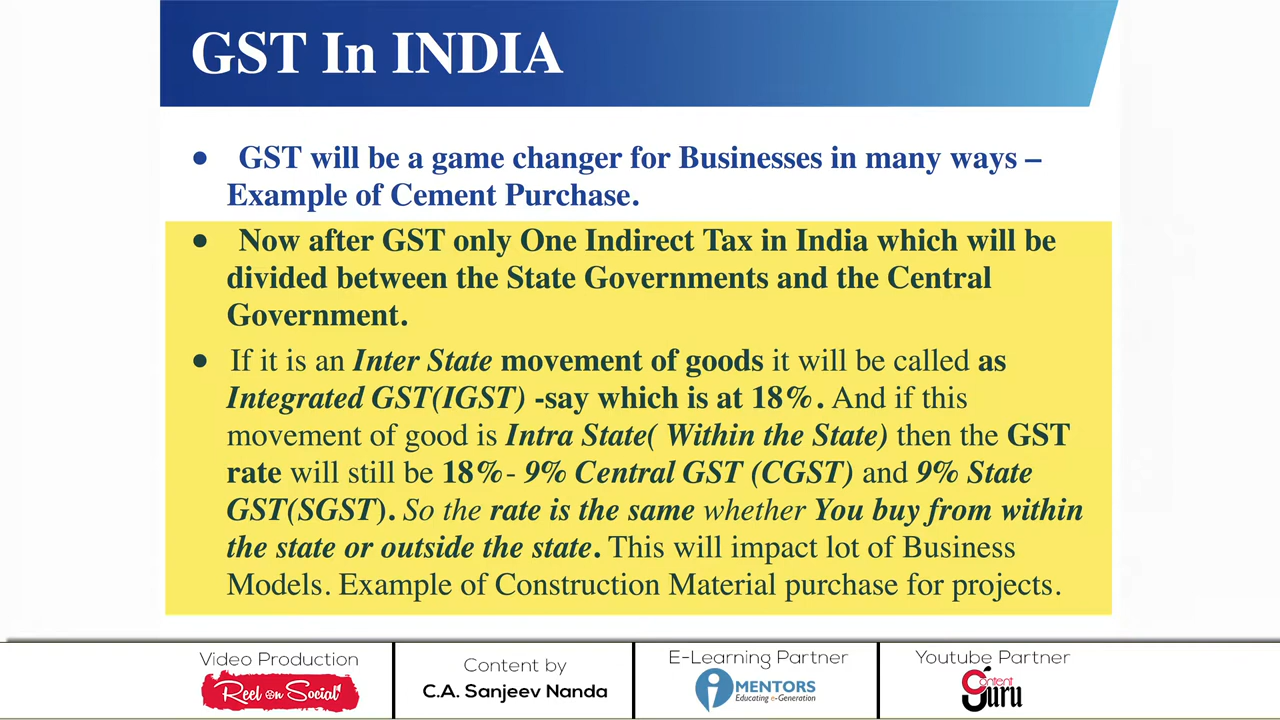 GST In INDIA
• GST will be a game changer for Businesses in many ways –
Example of Cement Purchase.
• Now after GST only One Indirect Tax in India which will be
divided between the State Governments and the Central
Government.
• If it is an Inter State movement of goods it will be called as
Integrated GST(IGST) -say which is at 18%. And if this
movement of good is Intra State( Within the State) then the GST
rate will still be 18%- 9% Central GST (CGST) and 9% State
GST(SGST). So the rate is the same whether You buy from within
the state or outside the state. This will impact lot of Business
Models. Example of Construction Material purchase for projects.
Video Production
Reel on Social
Content by
C.A. Sanjeev Nanda
E-Learning Partner
iMENTORS
Educating e-Generation
Youtube Partner
Content
Guru